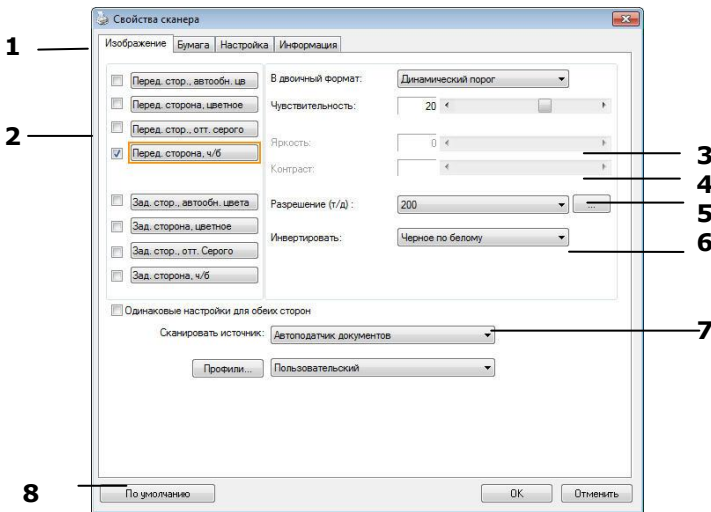 Свойства сканера
1
Изображение Бумага Настройка Информация
Перед. стор., автообн. цв
В двоичный формат: Динамический порог
Перед. сторона, цветное
Чувствительность: 20
2
Перед. стор., отт. серого
Яркость: 0
Перед. сторона, ч/б
3
Контраст:
4
Зад. стор., автообн. цвета
Разрешение (т/д) : 200 ...
5
Зад. сторона, цветное
Инвертировать: Черное по белому
6
Зад. стор., отт. Серого
Зад. сторона, ч/б
Одинаковые настройки для обеих сторон
Сканировать источник: Автоподатчик документов
7
Профили... Пользовательский
8
По умолчанию OK Отменить